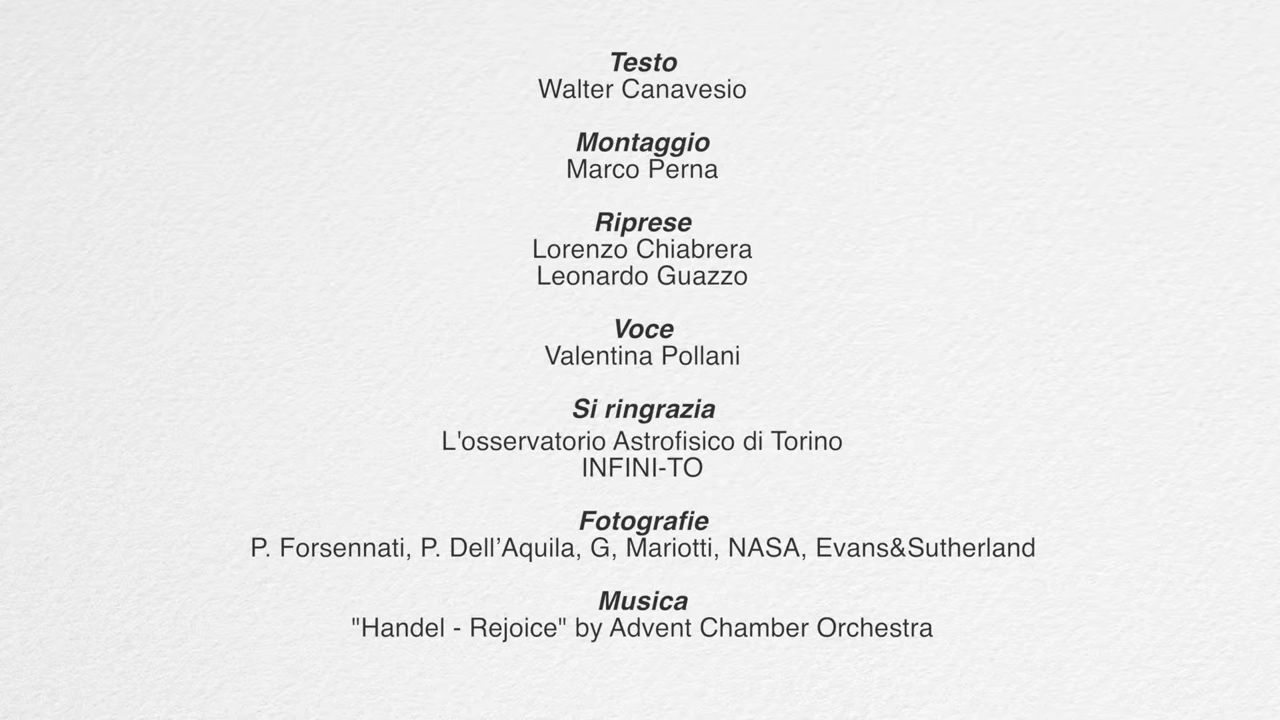 Testo
Walter Canavesio
Montaggio
Marco Perna
Riprese
Lorenzo Chiabrera
Leonardo Guazzo
Voce
Valentina Pollani
Si ringrazia
L'osservatorio Astrofisico di Torino
INFINI-TO
Fotografie
P. Forsennati, P. Dell’Aquila, G, Mariotti, NASA, Evans&Sutherland
Musica
"Handel - Rejoice" by Advent Chamber Orchestra